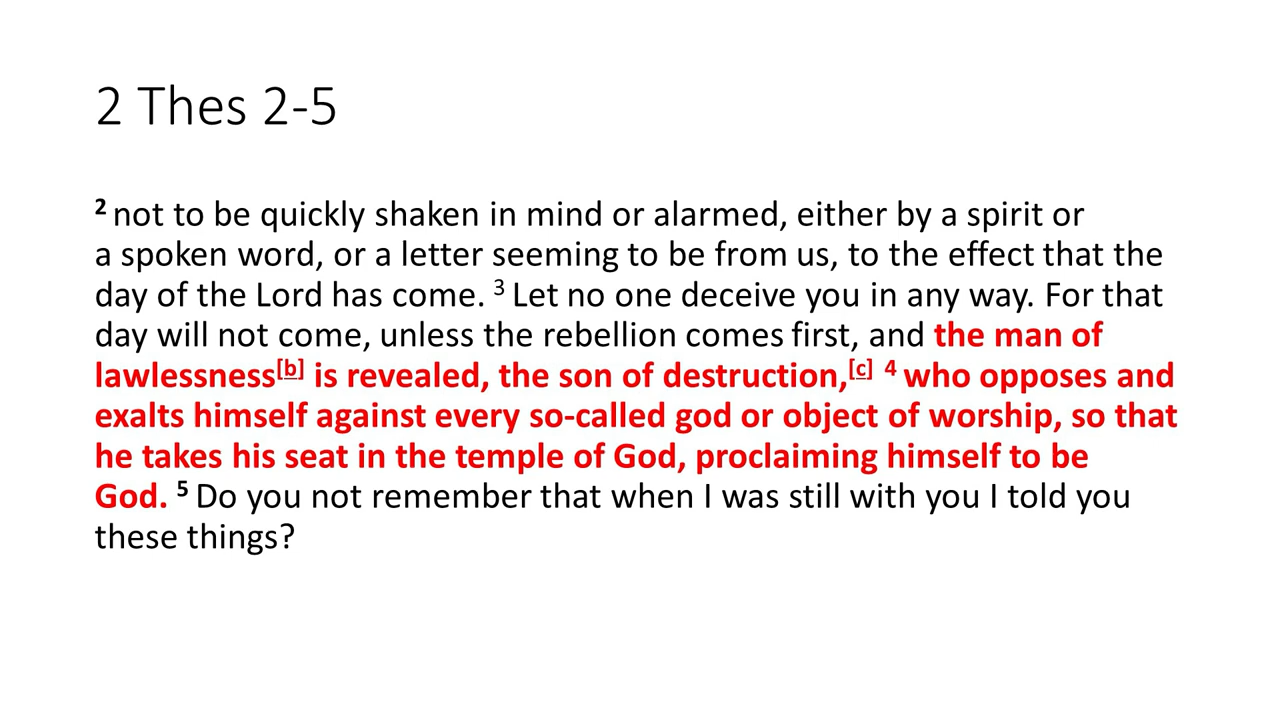 2 Thes 2-5
2 not to be quickly shaken in mind or alarmed, either by a spirit or
a spoken word, or a letter seeming to be from us, to the effect that the
day of the Lord has come. 3 Let no one deceive you in any way. For that
day will not come, unless the rebellion comes first, and the man of
lawlessness[b] is revealed, the son of destruction,[c] 4 who opposes and
exalts himself against every so-called god or object of worship, so that
he takes his seat in the temple of God, proclaiming himself to be
God. 5 Do you not remember that when I was still with you I told you
these things?